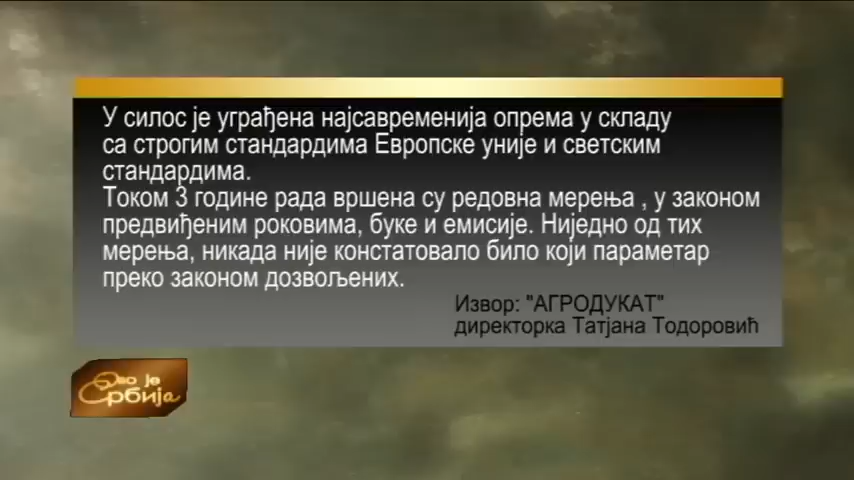 У силос је уграђена најсавременија опрема у складу
са строгим стандардима Европске уније и светским
стандардима.
Током 3 године рада вршена су редовна мерења , у законом
предвиђеним роковима, буке и емисије. Ниједно од тих
мерења, никада није констатовало било који параметар
преко законом дозвољених.
Извор: "АГРОДУКАТ"
директорка Татјана Тодоровић
Ово је
Србија